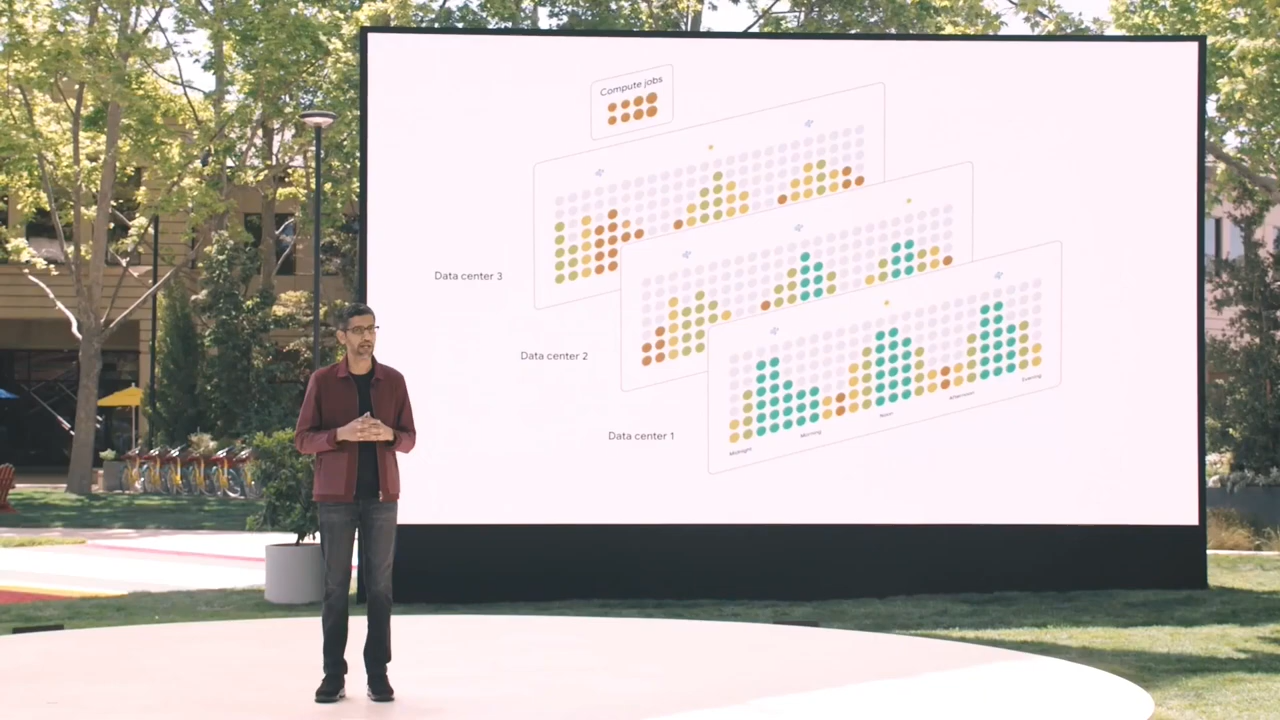 Compute jobs
Data center 3
Data center 2
Data center 1
Midnight
Morning
Noon
Afternoon
Evening